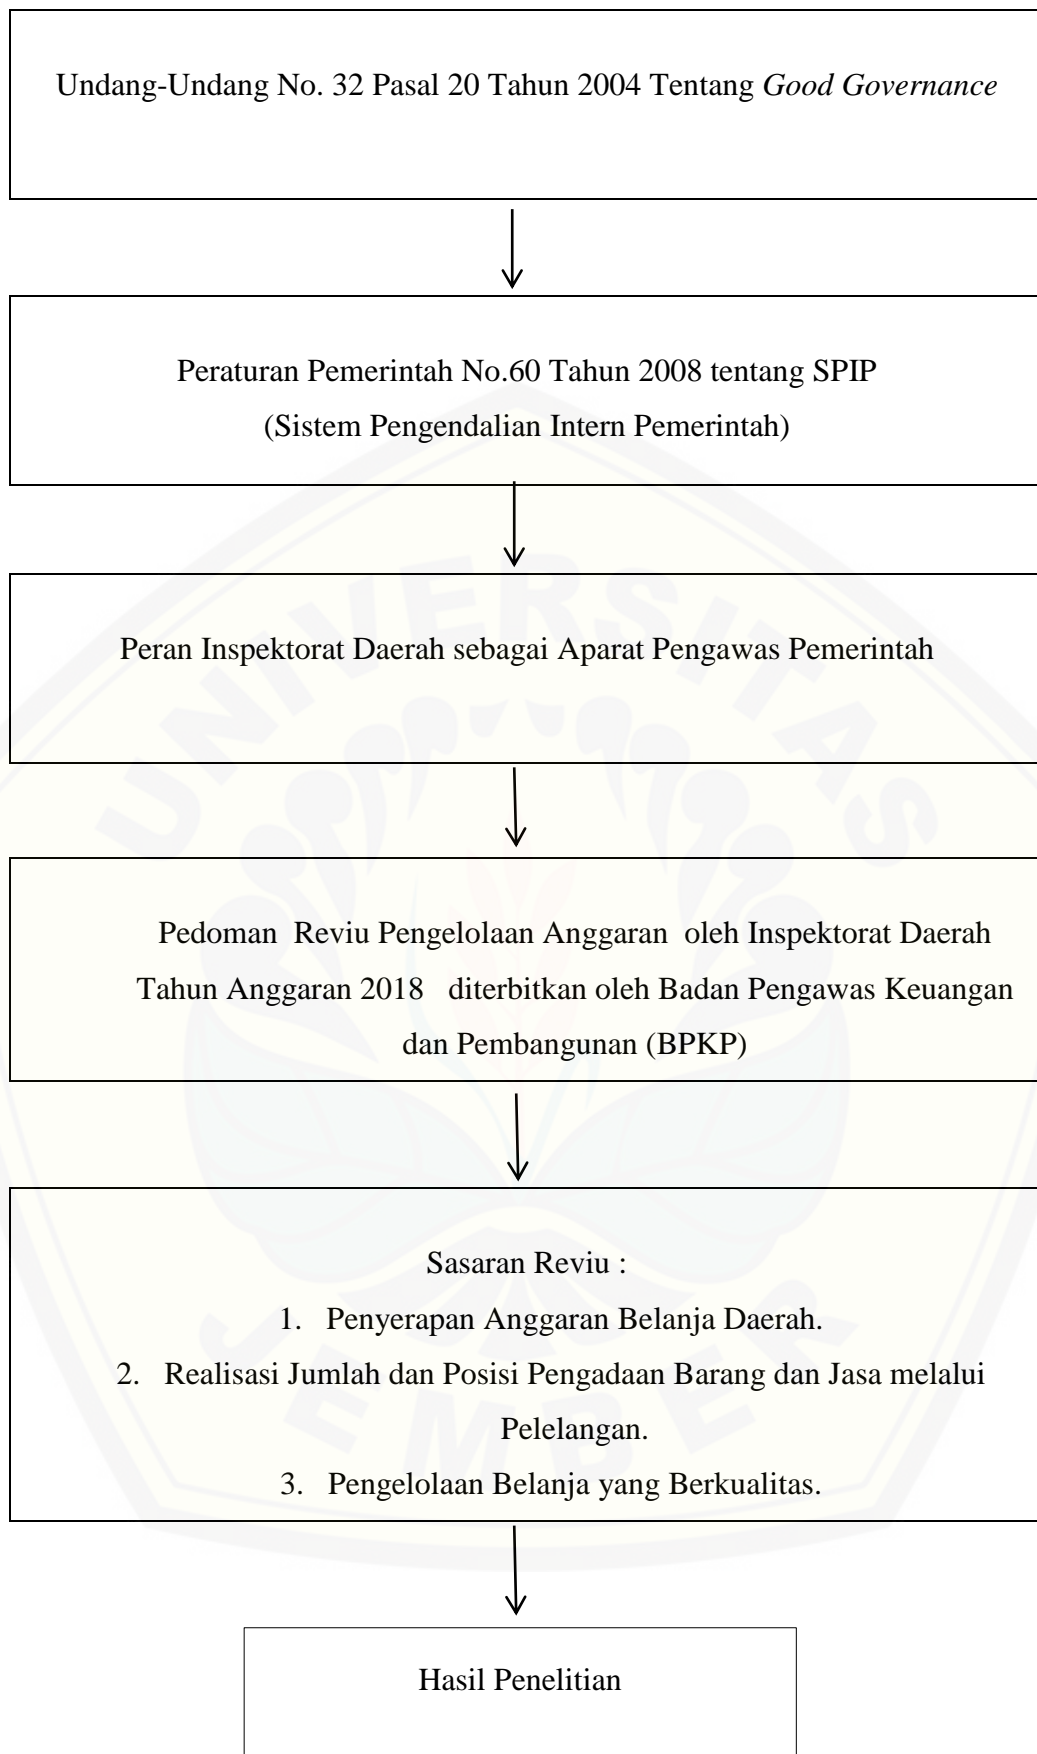 Undang-Undang No. 32 Pasal 20 Tahun 2004 Tentang Good Governance
Peraturan Pemerintah No.60 Tahun 2008 tentang SPIP
(Sistem Pengendalian Intern Pemerintah)
Peran Inspektorat Daerah sebagai Aparat Pengawas Pemerintah
Pedoman Reviu Pengelolaan Anggaran oleh Inspektorat Daerah
Tahun Anggaran 2018 diterbitkan oleh Badan Pengawas Keuangan
dan Pembangunan (BPKP)
Sasaran Reviu :
1. Penyerapan Anggaran Belanja Daerah.
2. Realisasi Jumlah dan Posisi Pengadaan Barang dan Jasa melalui
Pelelangan.
3. Pengelolaan Belanja yang Berkualitas.
Hasil Penelitian
UNIVERSITAS
JEMBER